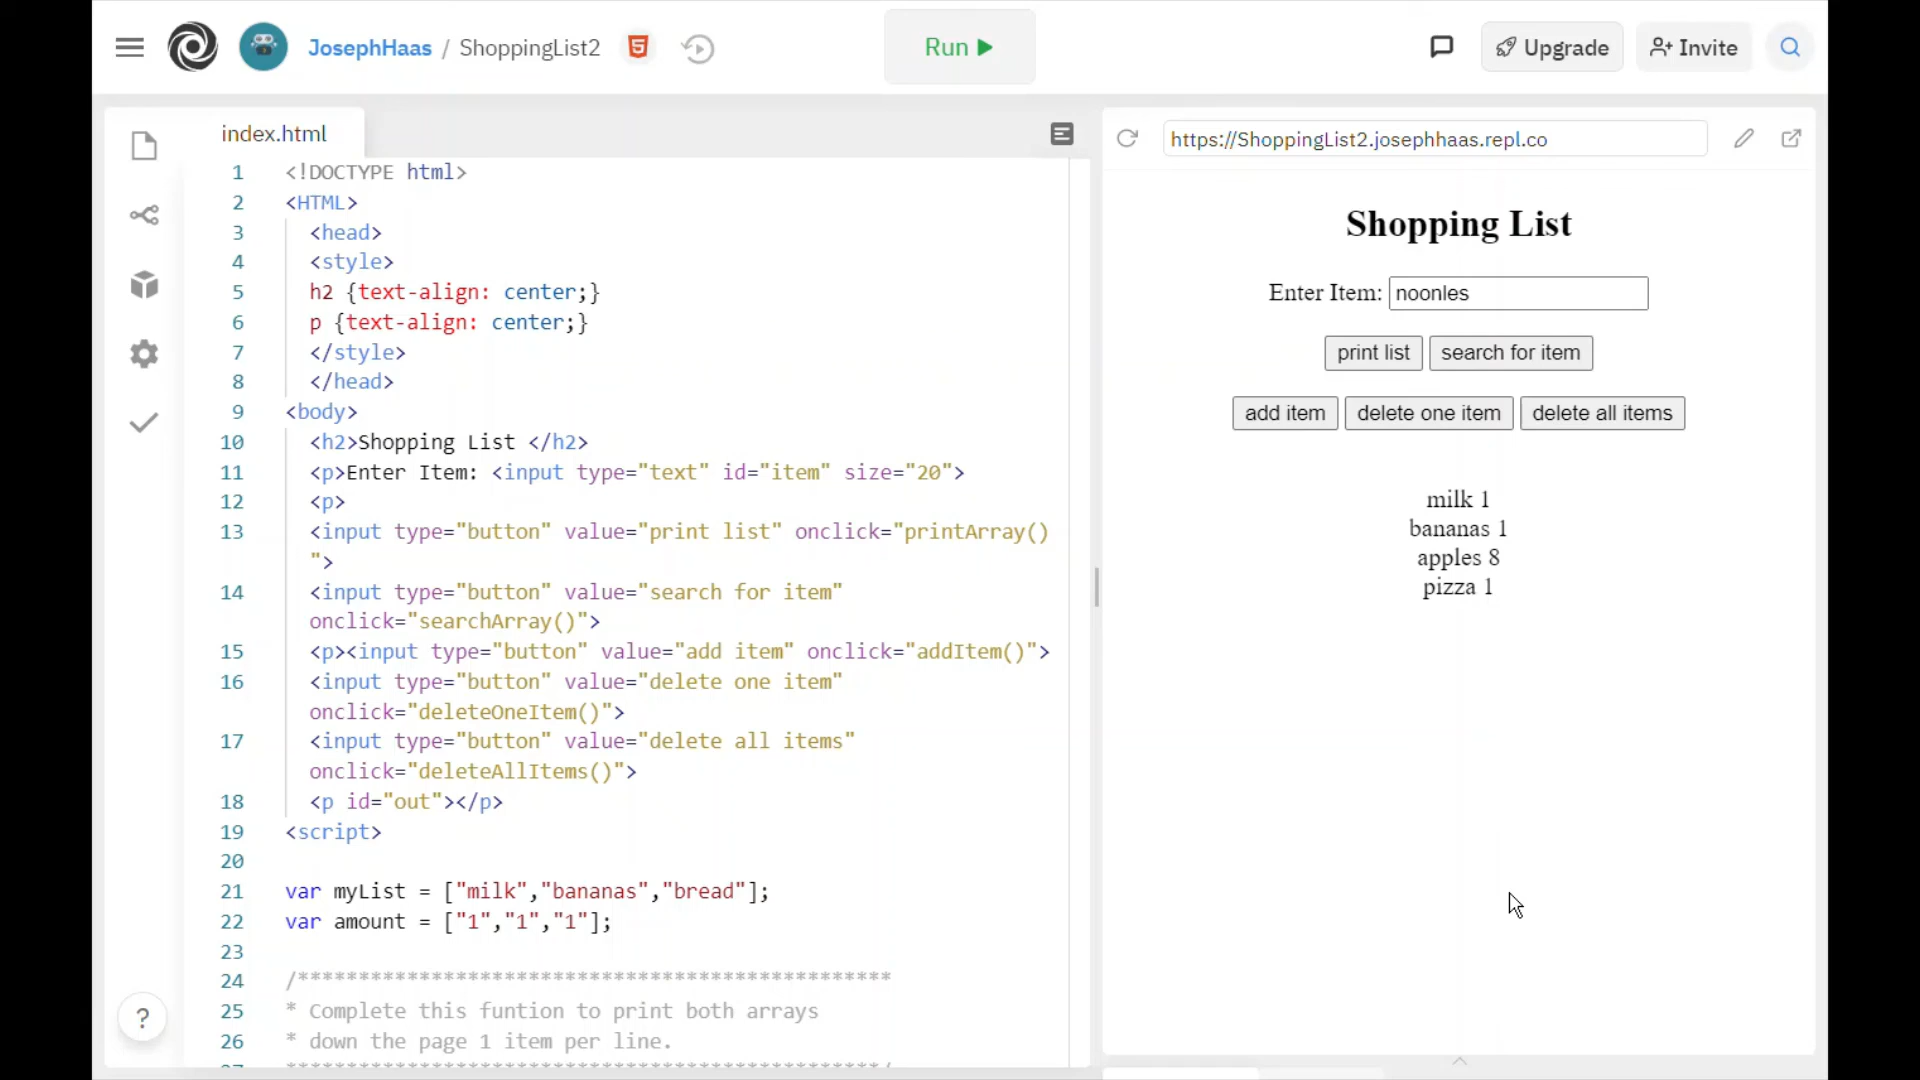 JosephHaas / ShoppingList2
Run
Upgrade
Invite
index.html
1 <!DOCTYPE html>
2 <HTML>
3 <head>
4 <style>
5 h2 {text-align: center;}
6 p {text-align: center;}
7 </style>
8 </head>
9 <body>
10 <h2>Shopping List </h2>
11 <p>Enter Item: <input type="text" id="item" size="20">
12 <p>
13 <input type="button" value="print list" onclick="printArray()
">
14 <input type="button" value="search for item"
onclick="searchArray()">
15 <p><input type="button" value="add item" onclick="addItem()">
16 <input type="button" value="delete one item"
onclick="deleteOneItem()">
17 <input type="button" value="delete all items"
onclick="deleteAllItems()">
18 <p id="out"></p>
19 <script>
20
21 var myList = ["milk","bananas","bread"];
22 var amount = ["1","1","1"];
23
24 /*************************************************
25 * Complete this funtion to print both arrays
26 * down the page 1 item per line.
?
https://ShoppingList2.josephhaas.repl.co
Shopping List
Enter Item: noonles
print list search for item
add item delete one item delete all items
milk 1
bananas 1
apples 8
pizza 1